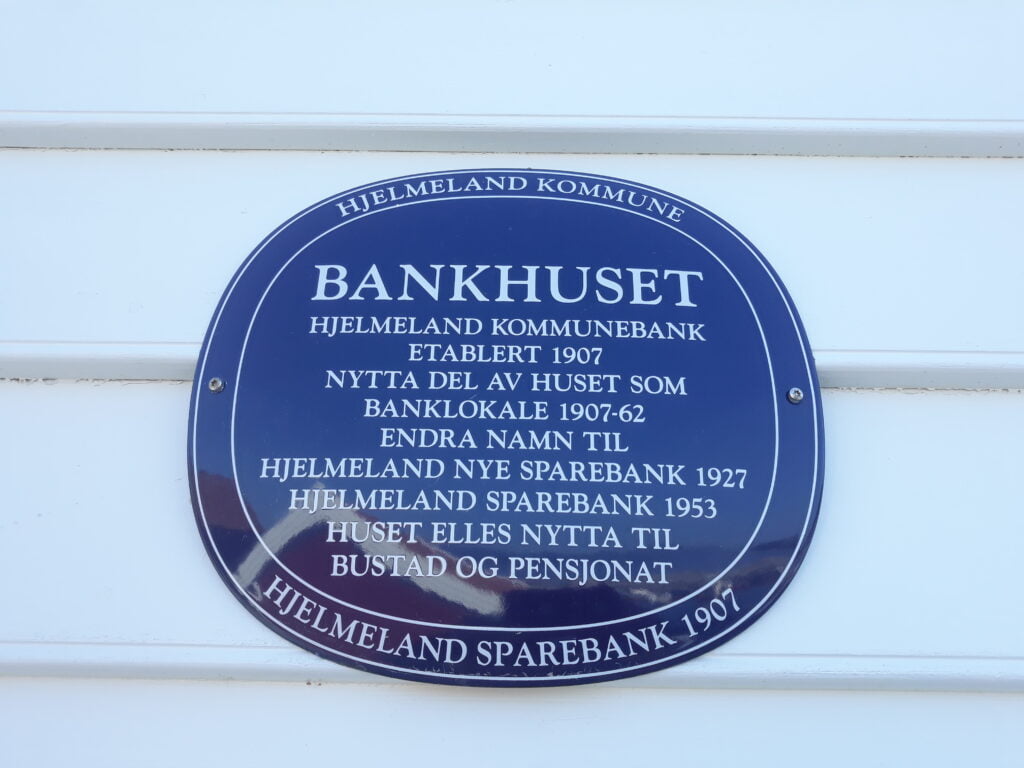 HJELMELAND KOMMUNE
BANKHUSET
HJELMELAND KOMMUNEBANK
ETABLERT 1907
NYTTA DEL AV HUSET SOM
BANKLOKALE 1907-62
ENDRA NAMN TIL
HJELMELAND NYE SPAREBANK 1927
HJELMELAND SPAREBANK 1953
HUSET ELLES NYTTA TIL
BUSTAD OG PENSJONAT
HJELMELAND SPAREBANK 1907